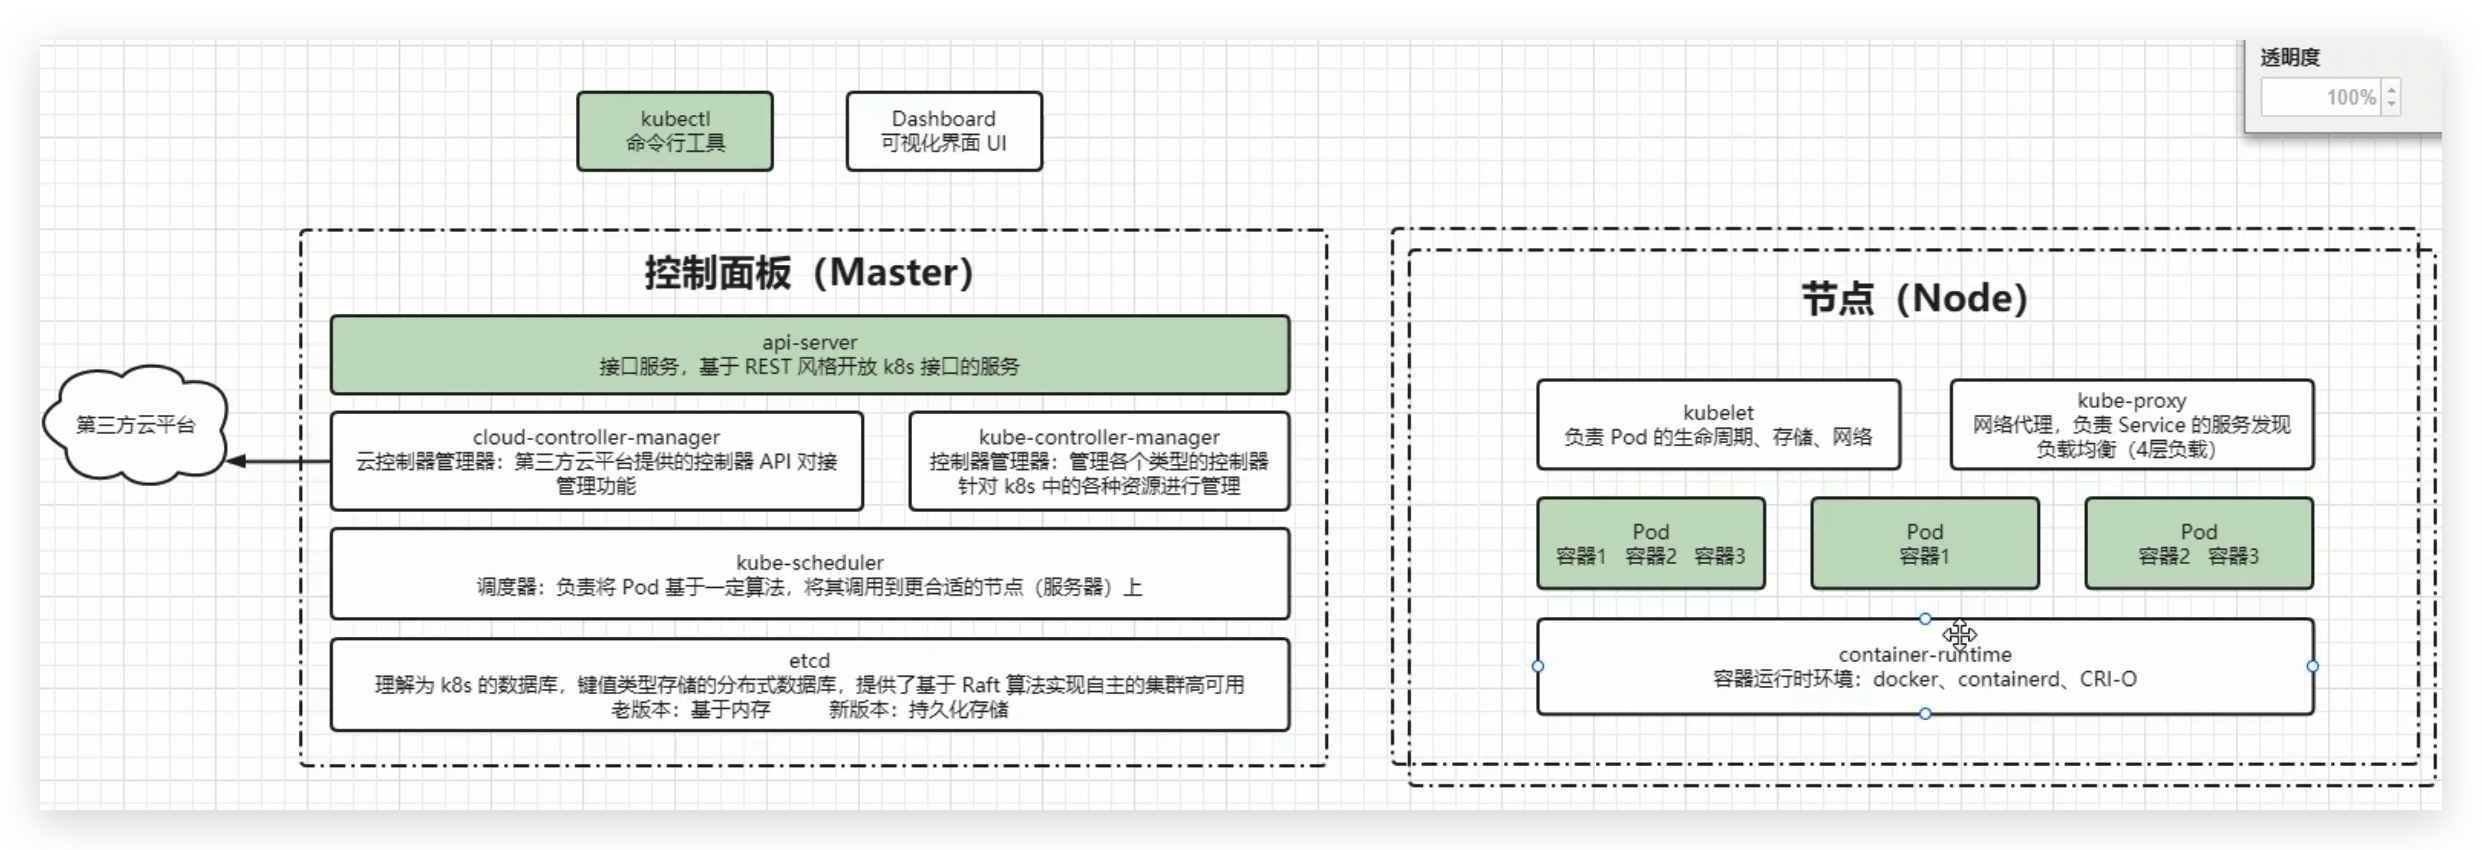 透明度
100%
kubectl
命令行工具
Dashboard
可视化界面 UI
控制面板（Master）
api-server
接口服务，基于 REST 风格开放 k8s 接口的服务
第三方云平台
cloud-controller-manager
云控制器管理器：第三方云平台提供的控制器 API 对接
管理功能
kube-controller-manager
控制器管理器：管理各个类型的控制器
针对 k8s 中的各种资源进行管理
kube-scheduler
调度器：负责将 Pod 基于一定算法，将其调用到更合适的节点（服务器）上
etcd
理解为 k8s 的数据库，键值类型存储的分布式数据库，提供了基于 Raft 算法实现自主的集群高可用
老版本：基于内存 新版本：持久化存储
节点（Node）
kubelet
负责 Pod 的生命周期、存储、网络
kube-proxy
网络代理，负责 Service 的服务发现
负载均衡（4层负载）
Pod
容器1 容器2 容器3
Pod
容器1
Pod
容器2 容器3
container-runtime
容器运行时环境：docker、containerd、CRI-O